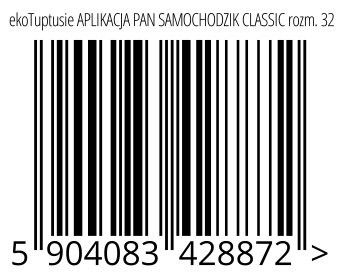 ekoTuptusie APLIKACJA PAN SAMOCHODZIK CLASSIC rozm. 32
5 904083 428872 >